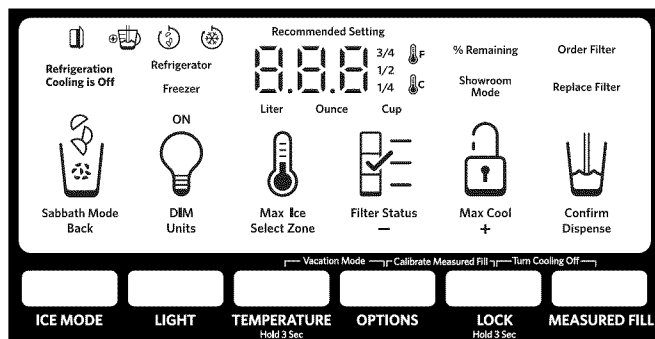 Recommended Setting
Refrigeration
Cooling is Off
Refrigerator
Freezer
8.8.8
3/4
1/2
1/4
F
C
% Remaining
Showroom
Mode
Order Filter
Replace Filter
Liter Ounce Cup
ON
Sabbath Mode
Back
DIM
Units
Max Ice
Select Zone
Filter Status
–
Max Cool
+
Confirm
Dispense
Vacation Mode
Calibrate Measured Fill
Turn Cooling Off
ICE MODE
LIGHT
TEMPERATURE
Hold 3 Sec
OPTIONS
LOCK
Hold 3 Sec
MEASURED FILL